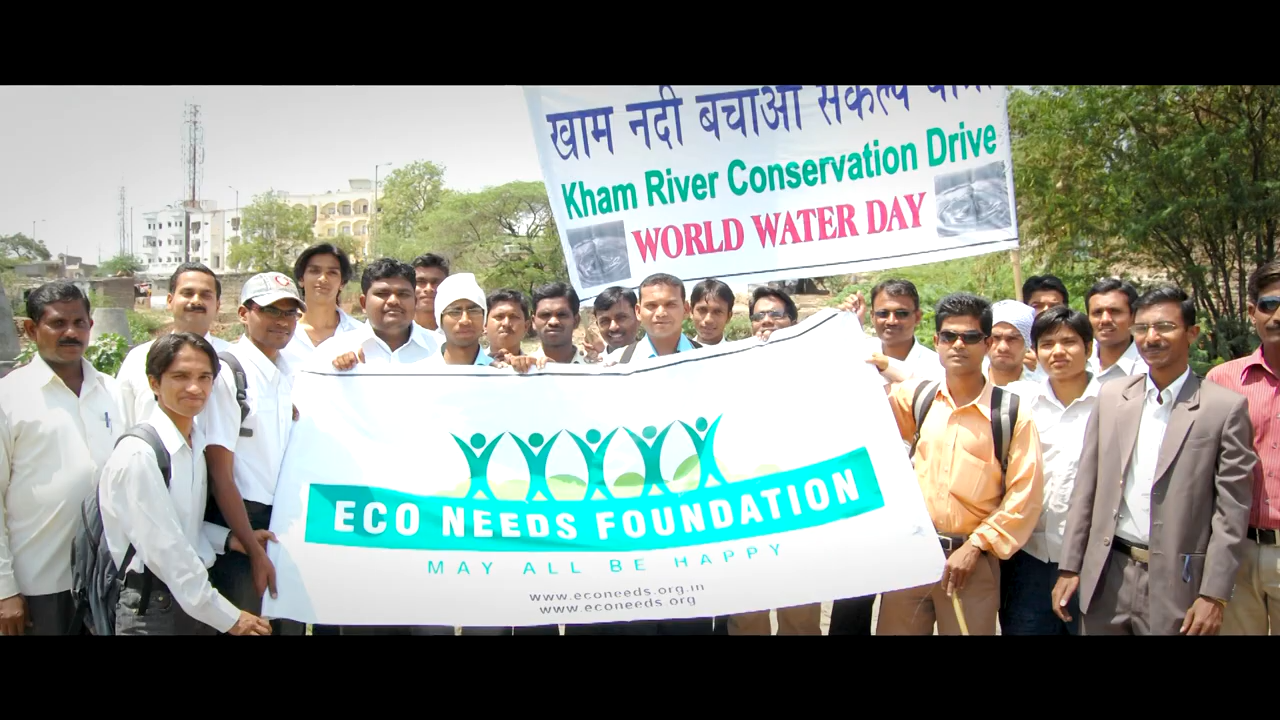 खाम नदी बचाओ संकल्प
Kham River Conservation Drive
WORLD WATER DAY
ECO NEEDS FOUNDATION
MAY ALL BE HAPPY
www.econeeds.org.in
www.econeeds.org